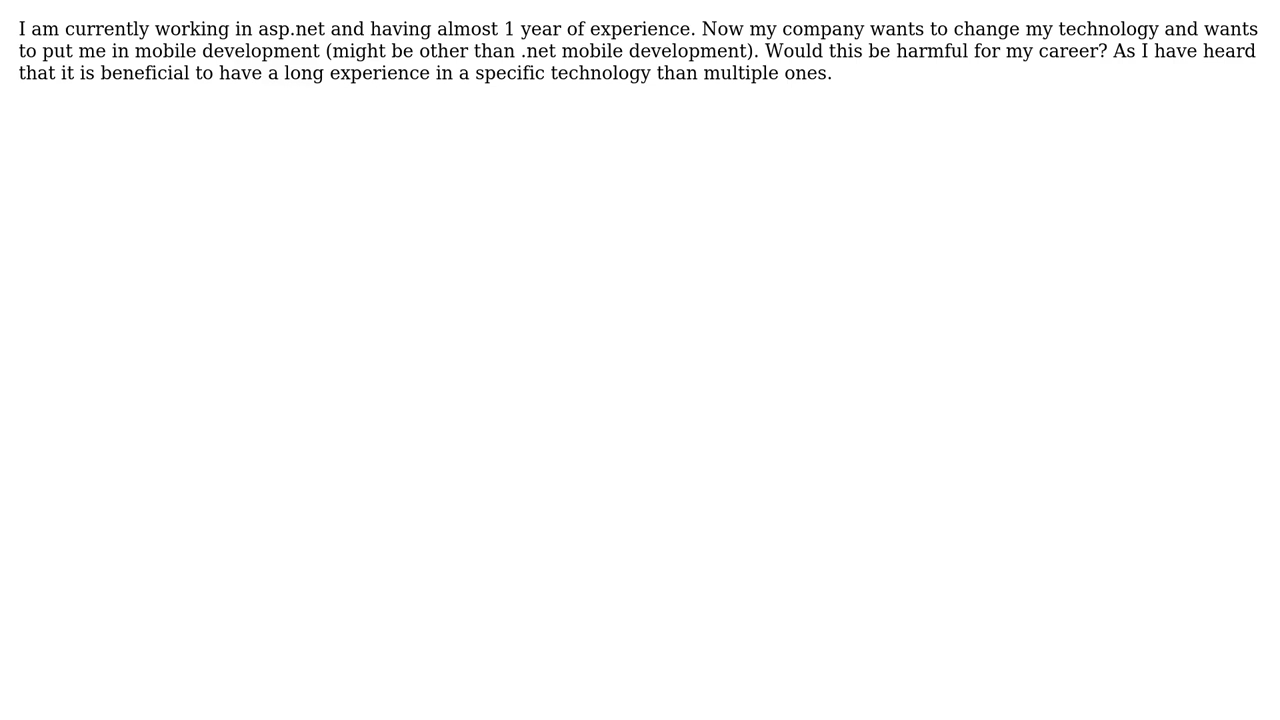 I am currently working in asp.net and having almost 1 year of experience. Now my company wants to change my technology and wants
to put me in mobile development (might be other than .net mobile development). Would this be harmful for my career? As I have heard
that it is beneficial to have a long experience in a specific technology than multiple ones.